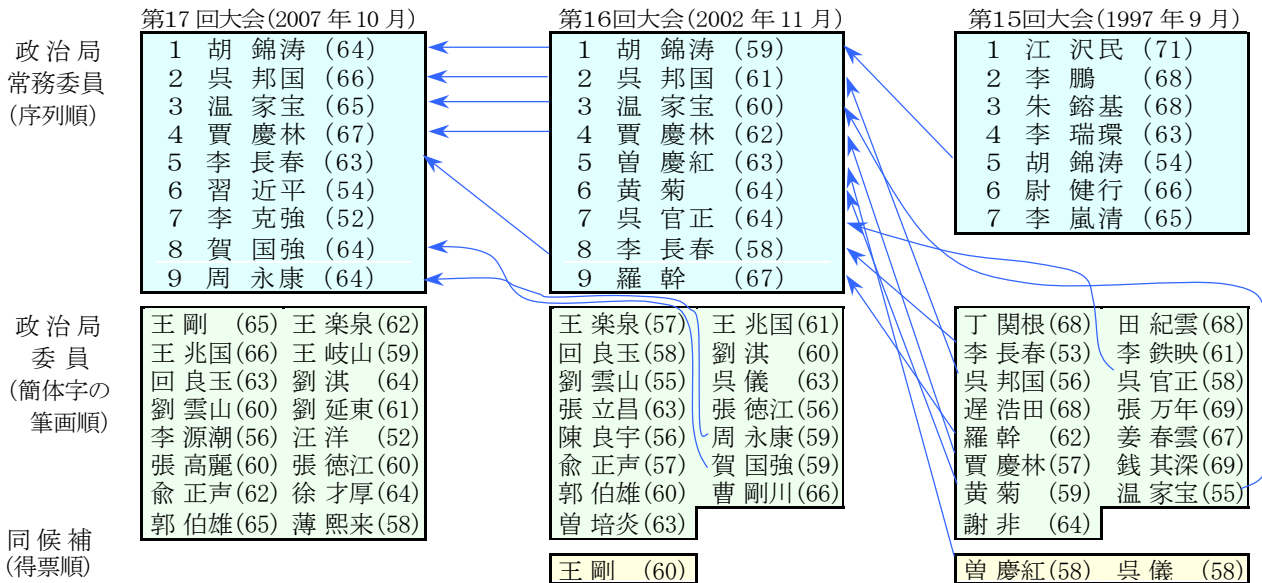 第17回大会(2007年10月) 第16回大会(2002年11月) 第15回大会(1997年9月)
政治局
常務委員
(序列順)
1 胡 錦涛 (64)
2 呉 邦国 (66)
3 温 家宝 (65)
4 賈 慶林 (67)
5 李 長春 (63)
6 習 近平 (54)
7 李 克強 (52)
8 賀 国強 (64)
9 周 永康 (64)
1 胡 錦涛 (59)
2 呉 邦国 (61)
3 温 家宝 (60)
4 賈 慶林 (62)
5 曽 慶紅 (63)
6 黄 菊 (64)
7 呉 官正 (64)
8 李 長春 (58)
9 羅 幹 (67)
1 江 沢民 (71)
2 李 鵬 (68)
3 朱 鎔基 (68)
4 李 瑞環 (63)
5 胡 錦涛 (54)
6 尉 健行 (66)
7 李 嵐清 (65)
政治局
委員
(簡体字の
筆画順)
王 剛 (65) 王 楽泉(62)
王 兆国(66) 王 岐山(59)
回 良玉(63) 劉 淇 (64)
劉 雲山(60) 劉 延東(61)
李 源潮(56) 汪 洋 (52)
張 高麗(60) 張 徳江(60)
兪 正声(62) 徐 才厚(64)
郭 伯雄(65) 薄 熙来(58)
王 楽泉(57) 王 兆国(61)
回 良玉(58) 劉 淇 (60)
劉 雲山(55) 呉 儀 (63)
張 立昌(63) 張 徳江(56)
陳 良宇(56) 周 永康(59)
兪 正声(57) 賀 国強(59)
郭 伯雄(60) 曹 剛川(66)
曽 培炎(63)
丁 関根(68) 田 紀雲(68)
李 長春(53) 李 鉄映(61)
呉 邦国(56) 呉 官正(58)
遅 浩田(68) 張 万年(69)
羅 幹 (62) 姜 春雲(67)
賈 慶林(57) 銭 其深(69)
黄 菊 (59) 温 家宝(55)
謝 非 (64)
同候補
(得票順)
王 剛 (60)
曽 慶紅(58) 呉 儀 (58)